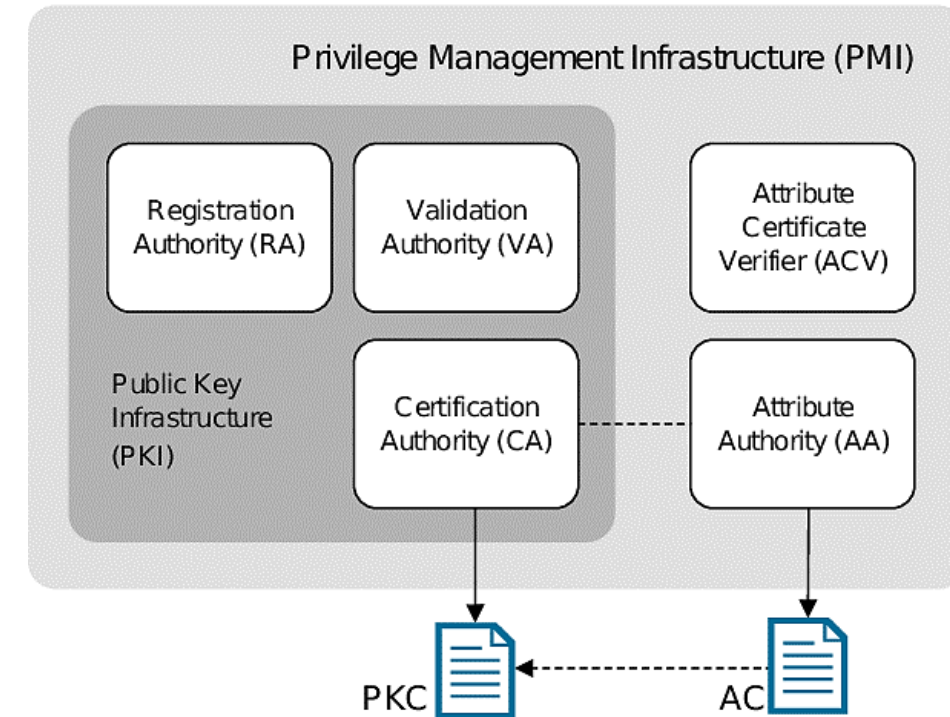 Privilege Management Infrastructure (PMI)
Registration
Authority (RA)
Validation
Authority (VA)
Attribute
Certificate
Verifier (ACV)
Public Key
Infrastructure
(PKI)
Certification
Authority (CA)
Attribute
Authority (AA)
PKC
AC